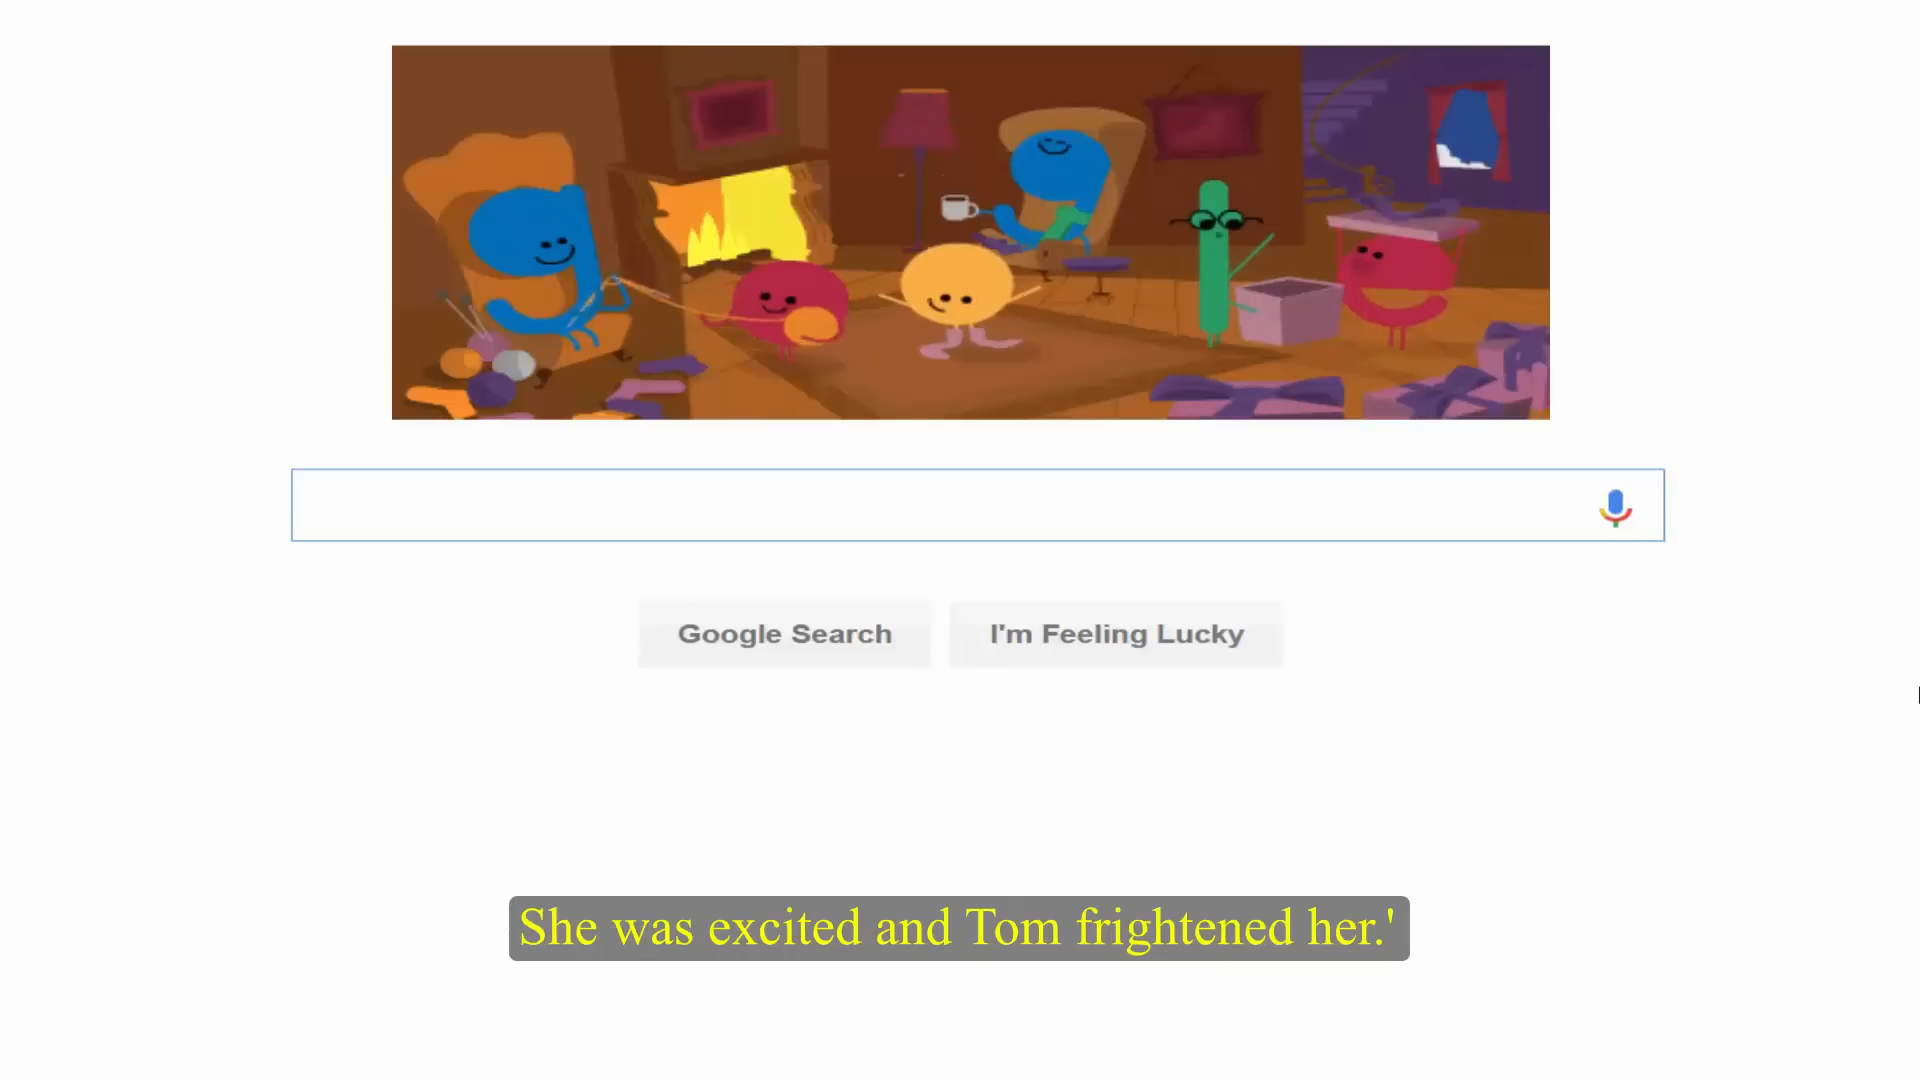 Google Search
I'm Feeling Lucky
She was excited and Tom frightened her.'